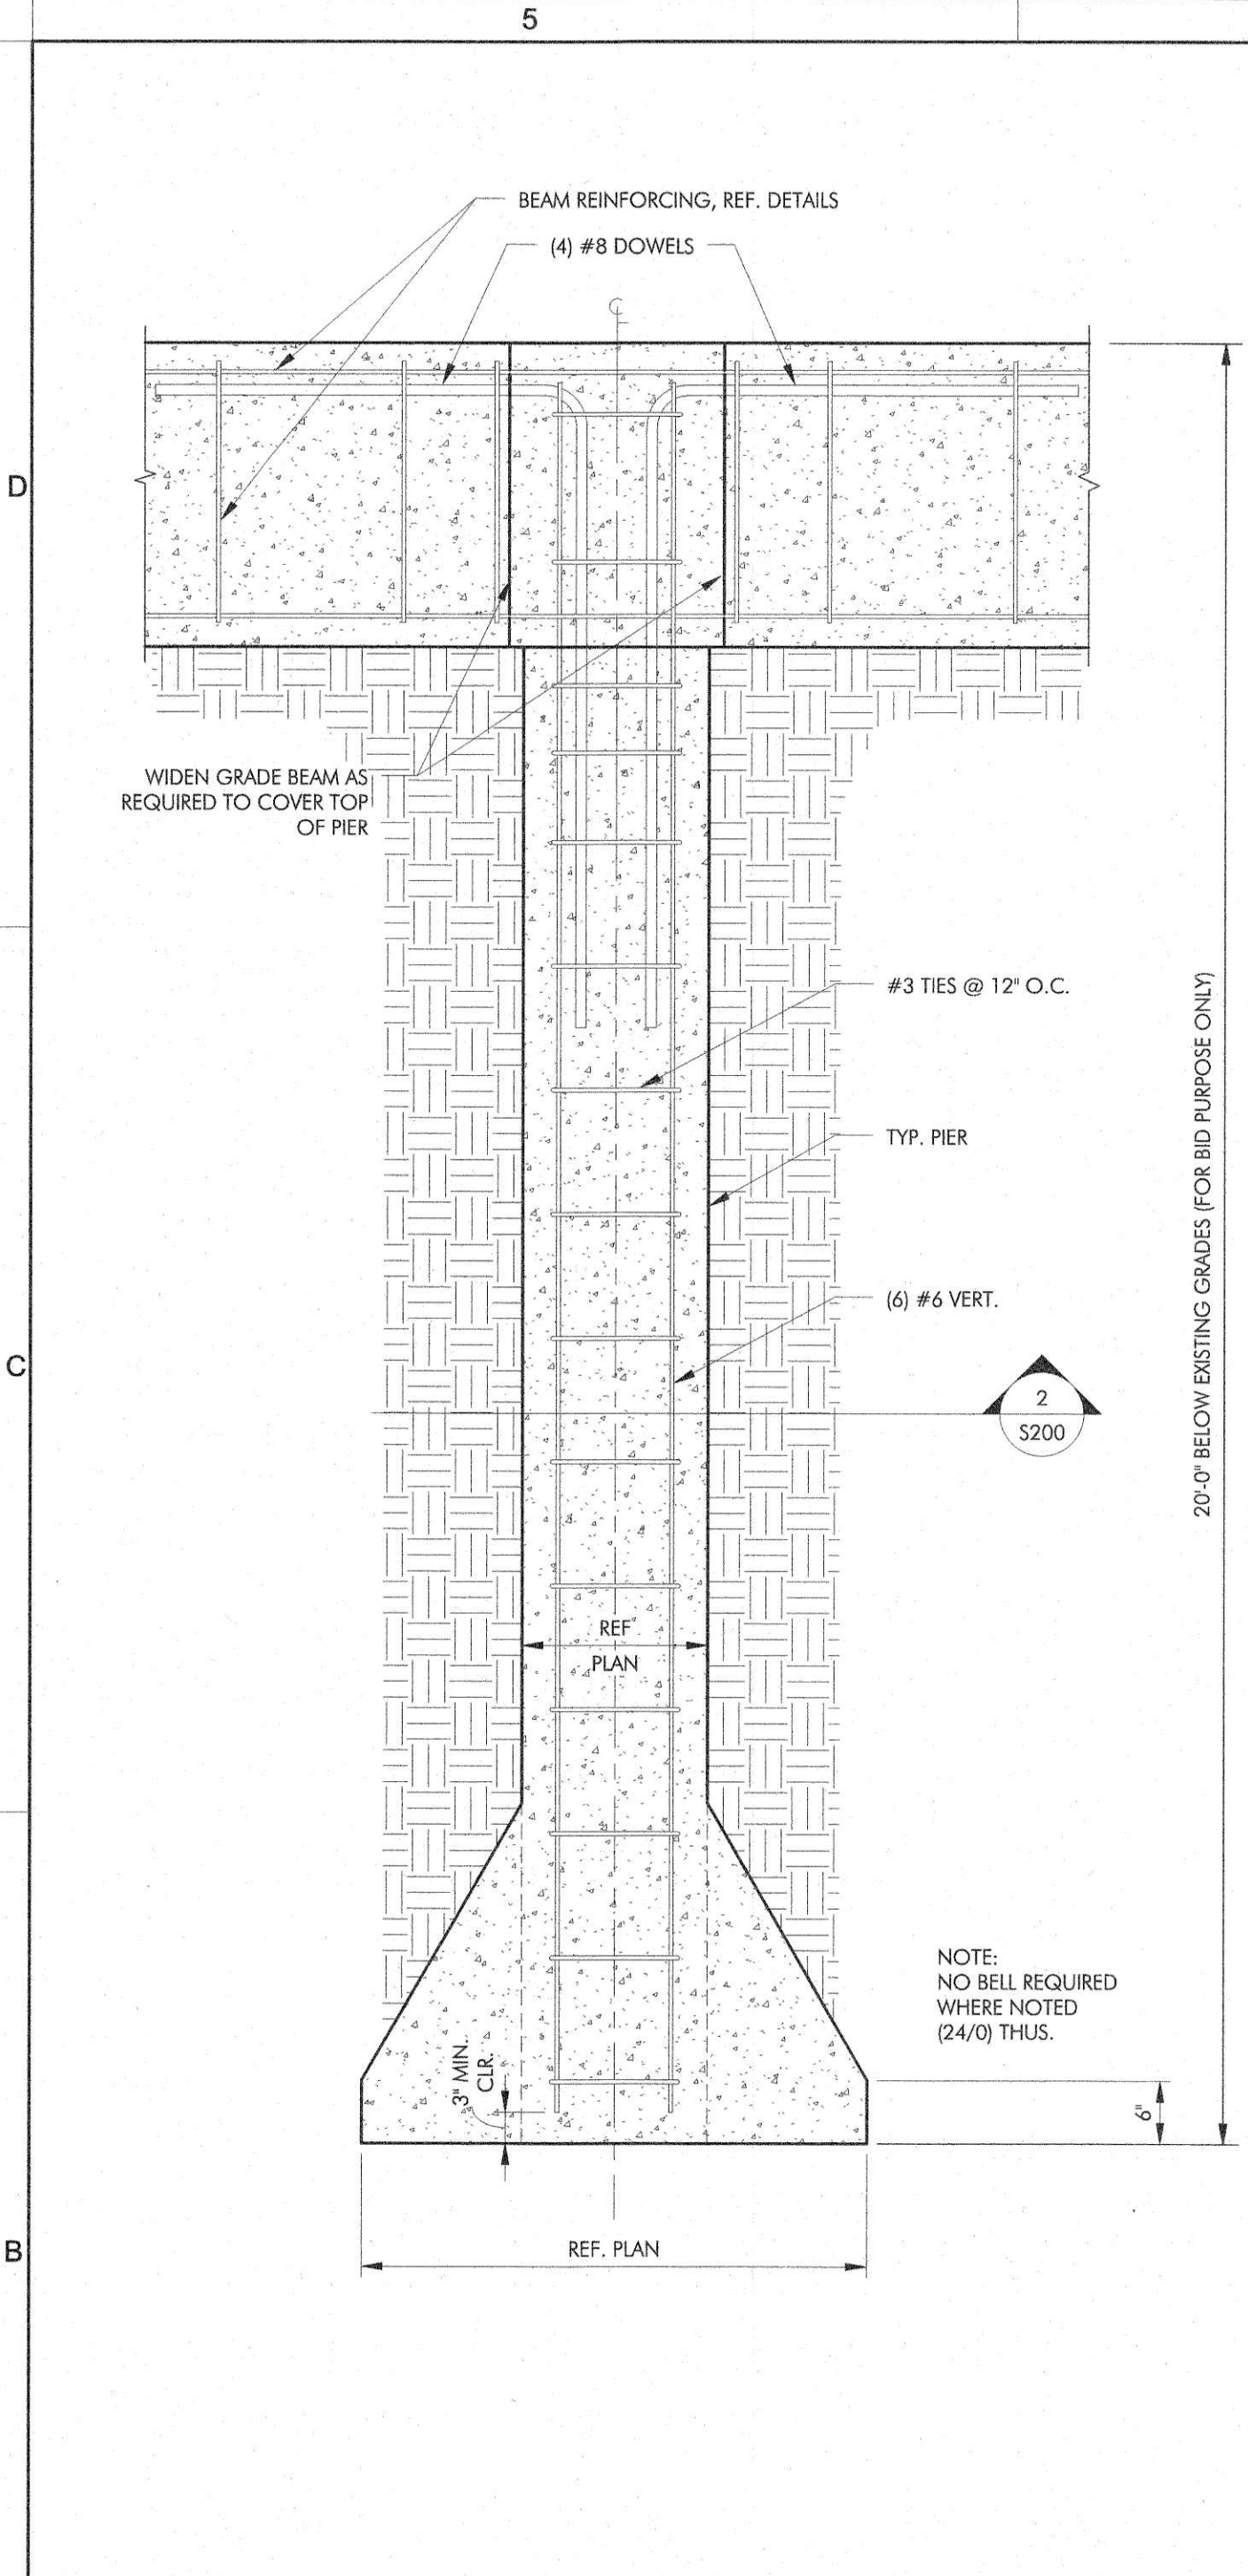 5
BEAM REINFORCING, REF. DETAILS
(4) #8 DOWELS
℄
D
WIDEN GRADE BEAM AS
REQUIRED TO COVER TOP
OF PIER
#3 TIES @ 12" O.C.
TYP. PIER
(6) #6 VERT.
C
2
S200
20'-0" BELOW EXISTING GRADES (FOR BID PURPOSE ONLY)
REF
PLAN
NOTE:
NO BELL REQUIRED
WHERE NOTED
(24/0) THUS.
3" MIN.
CLR.
6"
B
REF. PLAN